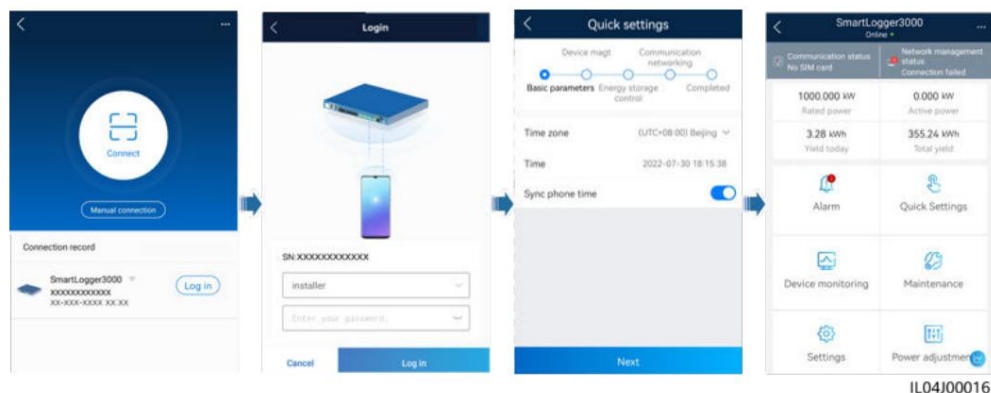 Connect
Manual connection
Connection record
SmartLogger3000
XXXXXXXXXXXX
XX-XXX-XXXX XX:XX
Log in
Login
SN:XXXXXXXXXXXX
installer
Enter your password.
Cancel
Log in
Quick settings
Device magt
Communication networking
Basic parameters
Energy storage control
Completed
Time zone
(UTC+08:00) Beijing
Time
2022-07-30 18:15:38
Sync phone time
Next
SmartLogger3000
Online
Communication status
No SIM card
Network management status
Connection failed
1000.000 kW
Rated power
0.000 kW
Active power
3.28 kWh
Yield today
355.24 kWh
Total yield
Alarm
Quick Settings
Device monitoring
Maintenance
Settings
Power adjustment
IL04J00016